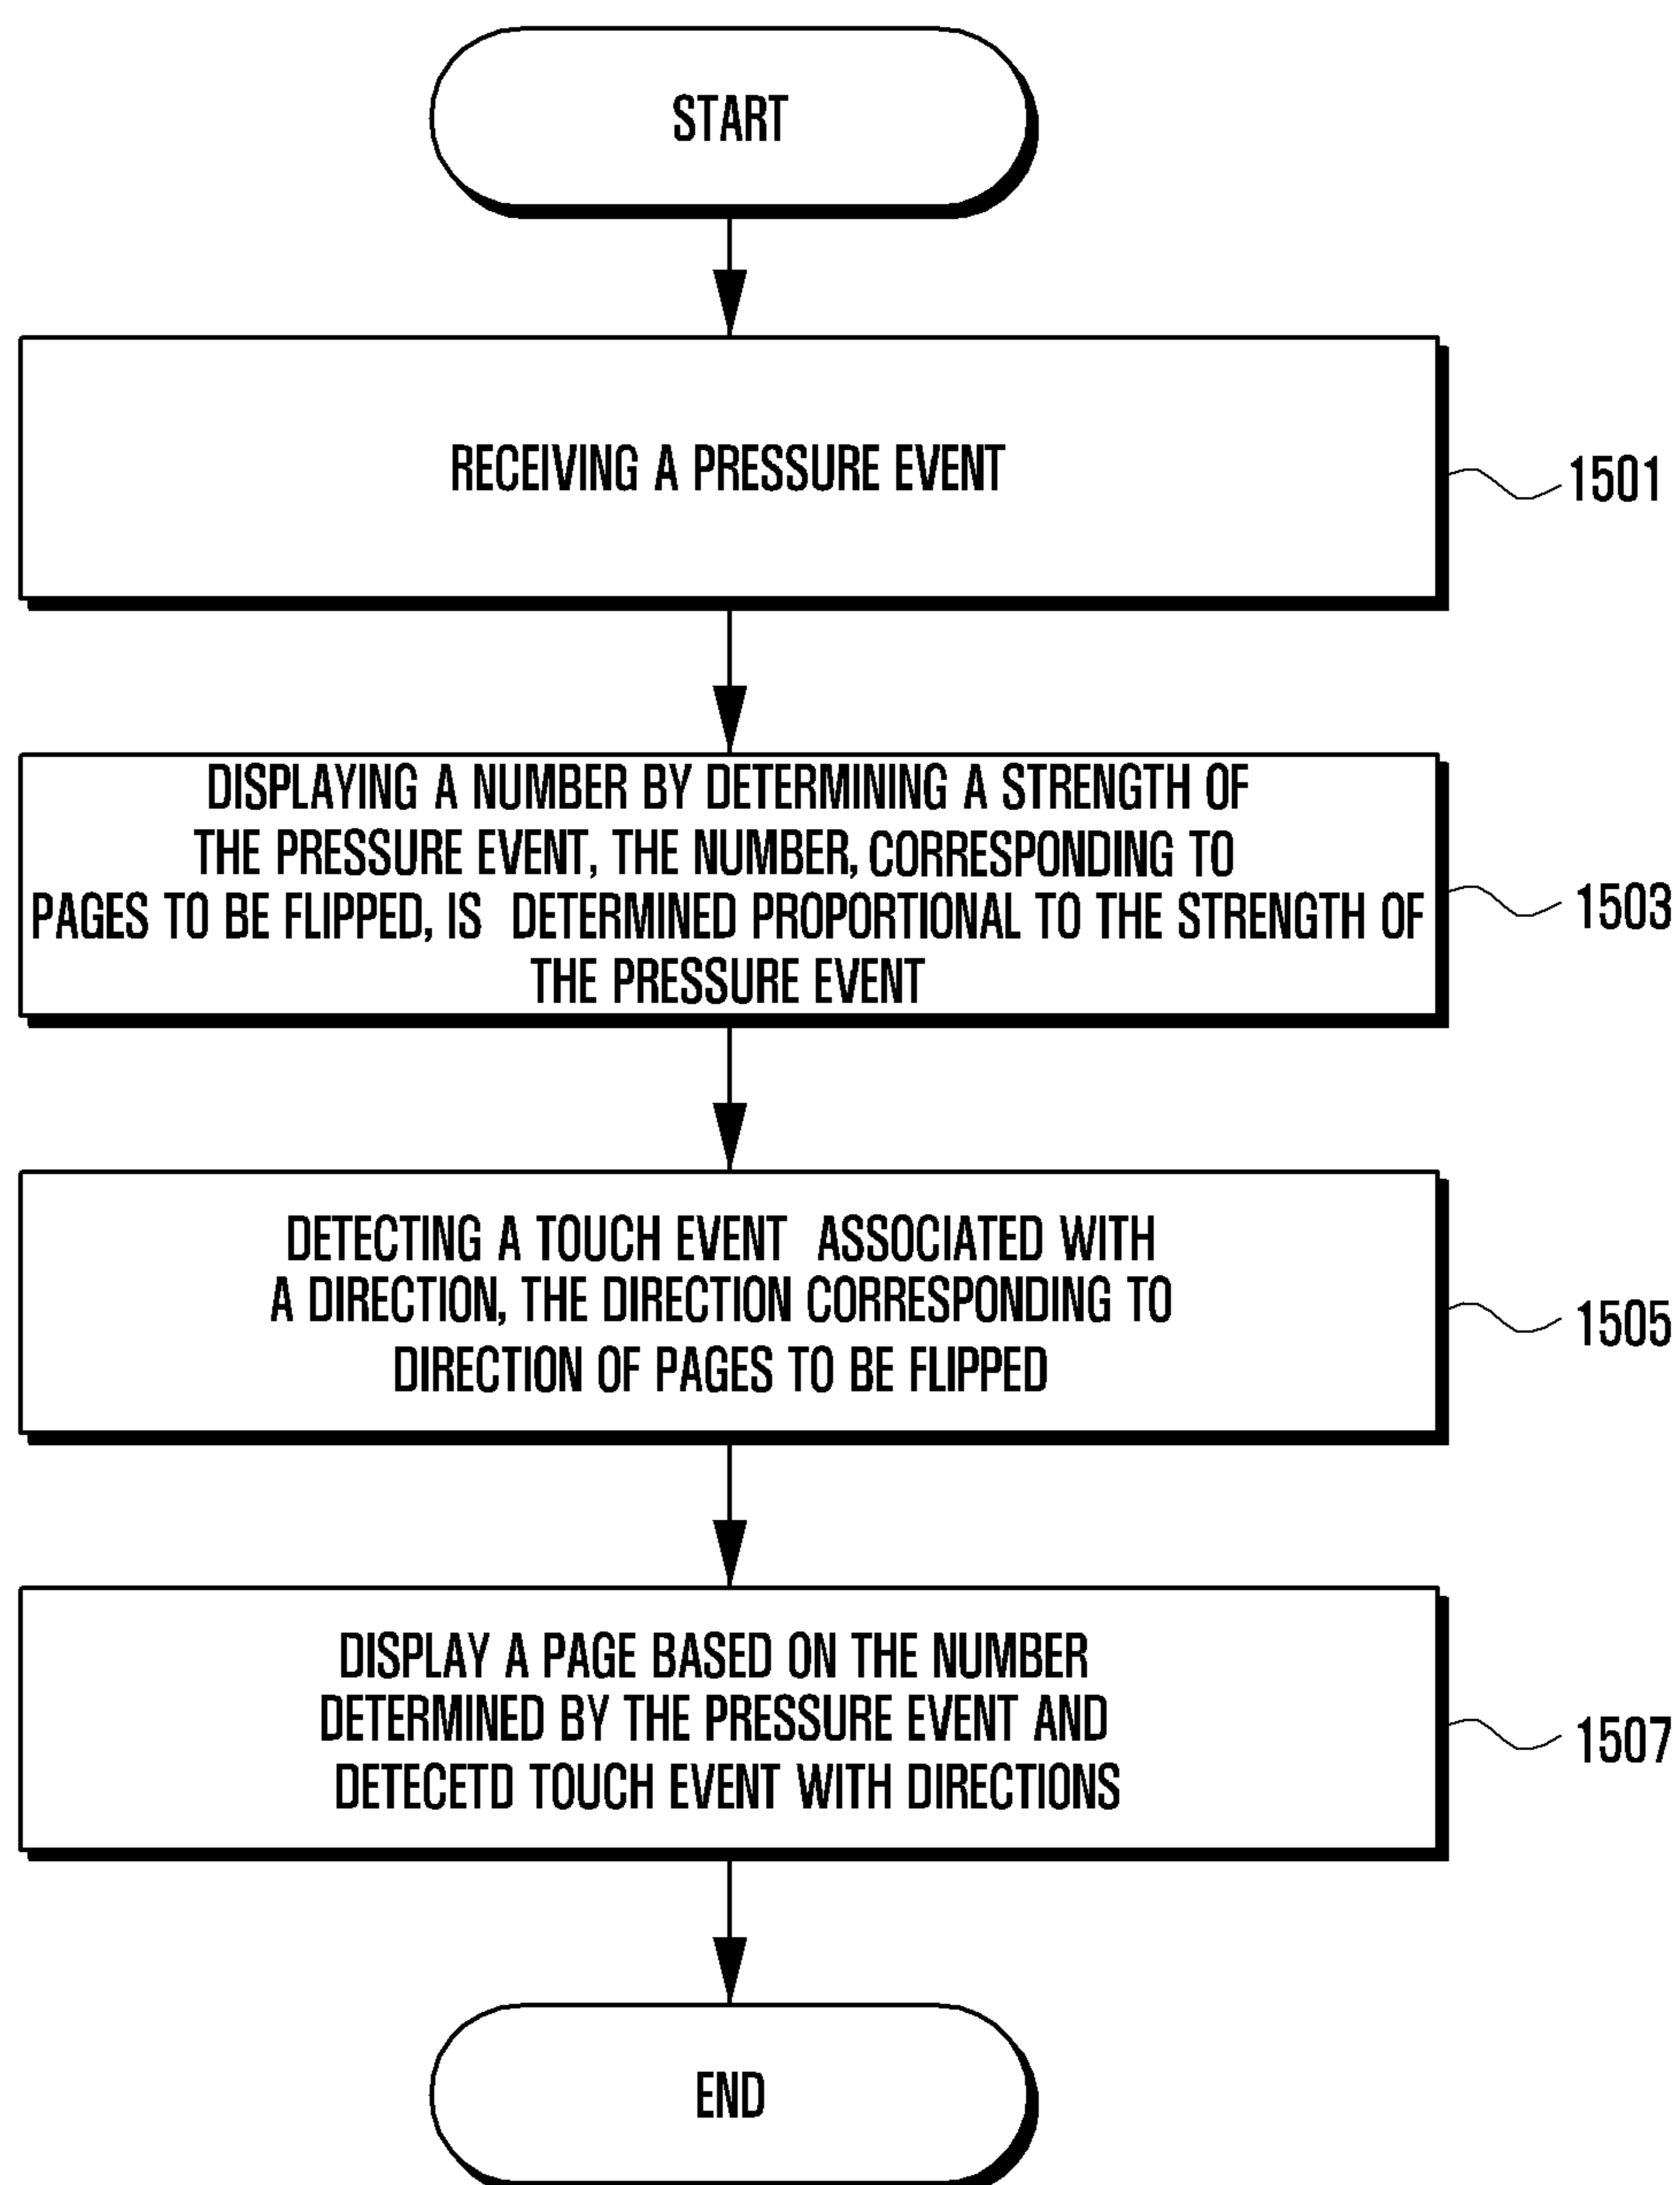 START
RECEIVING A PRESSURE EVENT
1501
DISPLAYING A NUMBER BY DETERMINING A STRENGTH OF
THE PRESSURE EVENT, THE NUMBER, CORRESPONDING TO
PAGES TO BE FLIPPED, IS DETERMINED PROPORTIONAL TO THE STRENGTH OF
THE PRESSURE EVENT
1503
DETECTING A TOUCH EVENT ASSOCIATED WITH
A DIRECTION, THE DIRECTION CORRESPONDING TO
DIRECTION OF PAGES TO BE FLIPPED
1505
DISPLAY A PAGE BASED ON THE NUMBER
DETERMINED BY THE PRESSURE EVENT AND
DETECETD TOUCH EVENT WITH DIRECTIONS
1507
END